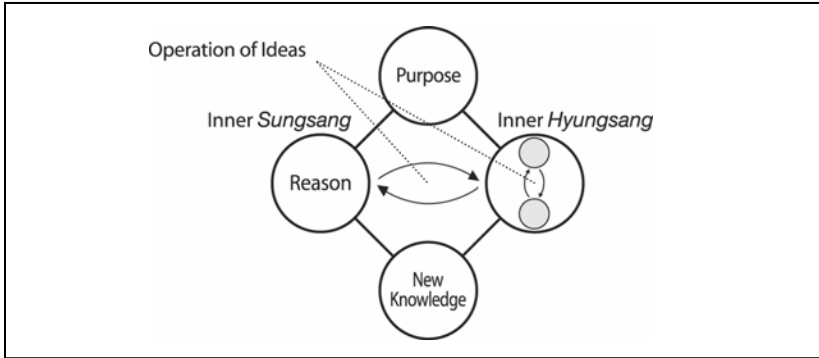 Operation of Ideas
Purpose
Inner Sungsang
Inner Hyungsang
Reason
New
Knowledge